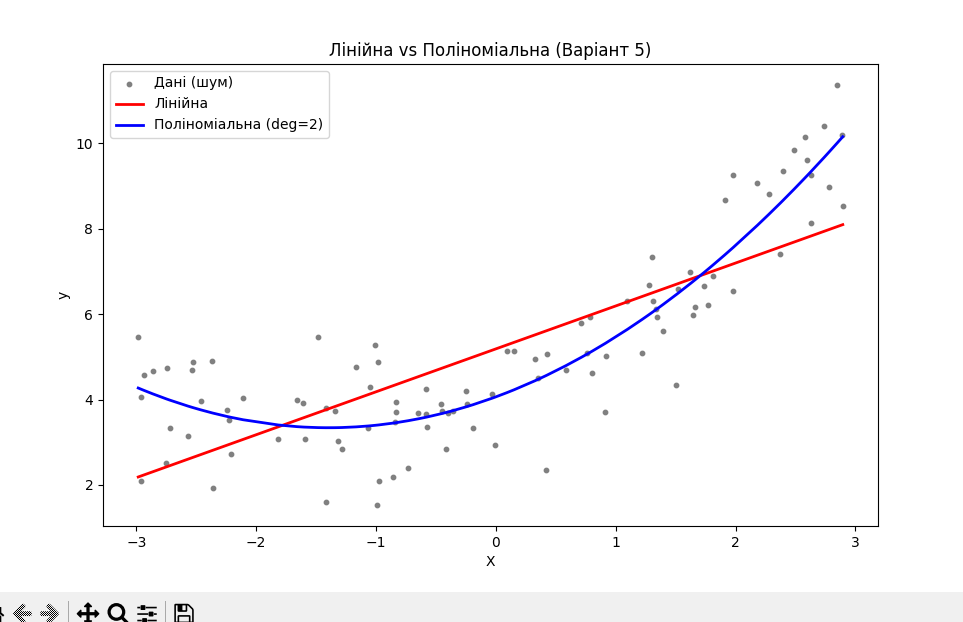 Лінійна vs Поліноміальна (Варіант 5)
Дані (шум)
Лінійна
Поліноміальна (deg=2)
10
8
6
4
2
y
−3 −2 −1 0 1 2 3
X